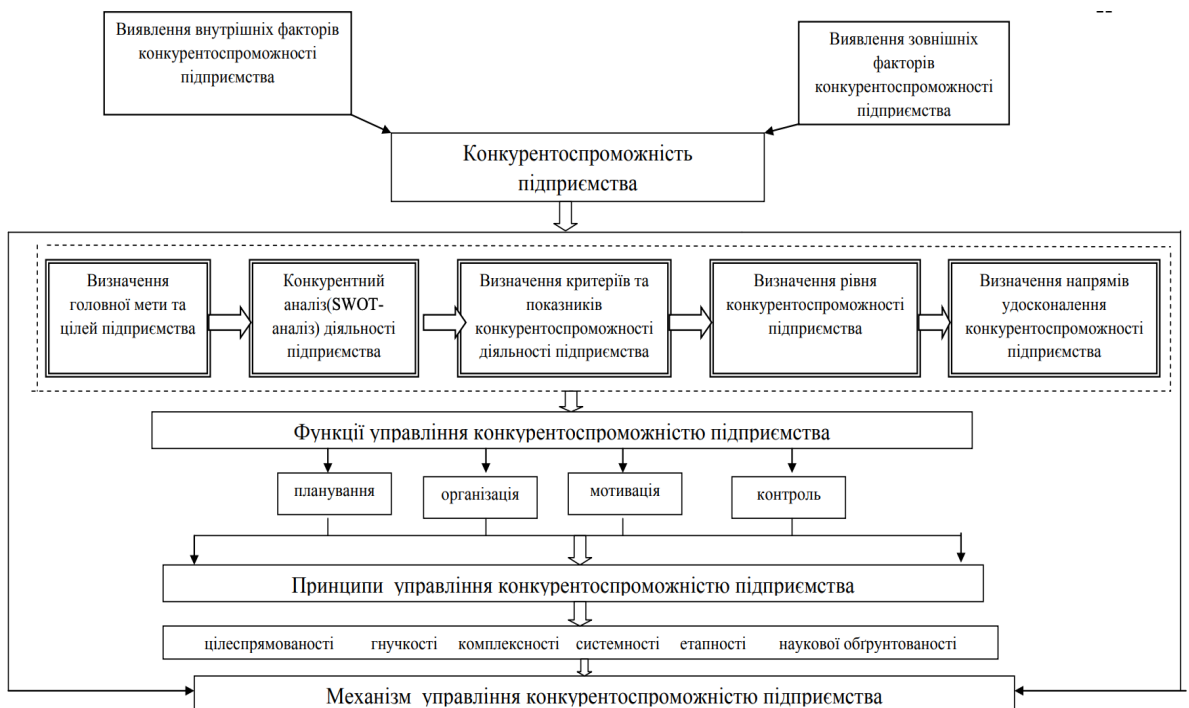 Виявлення внутрішніх факторів
конкурентоспроможності
підприємства
Виявлення зовнішніх
факторів
конкурентоспроможності
підприємства
Конкурентоспроможність
підприємства
Визначення
головної мети та
цілей підприємства
Конкурентний
аналіз(SWOT-
аналіз) діяльності
підприємства
Визначення критеріїв та
показників
конкурентоспроможності
діяльності підприємства
Визначення рівня
конкурентоспроможності
підприємства
Визначення напрямів
удосконалення
конкурентоспроможності
підприємства
Функції управління конкурентоспроможністю підприємства
планування
організація
мотивація
контроль
Принципи управління конкурентоспроможністю підприємства
цілеспрямованості гнучкості комплексності системності етапності наукової обґрунтованості
Механізм управління конкурентоспроможністю підприємства